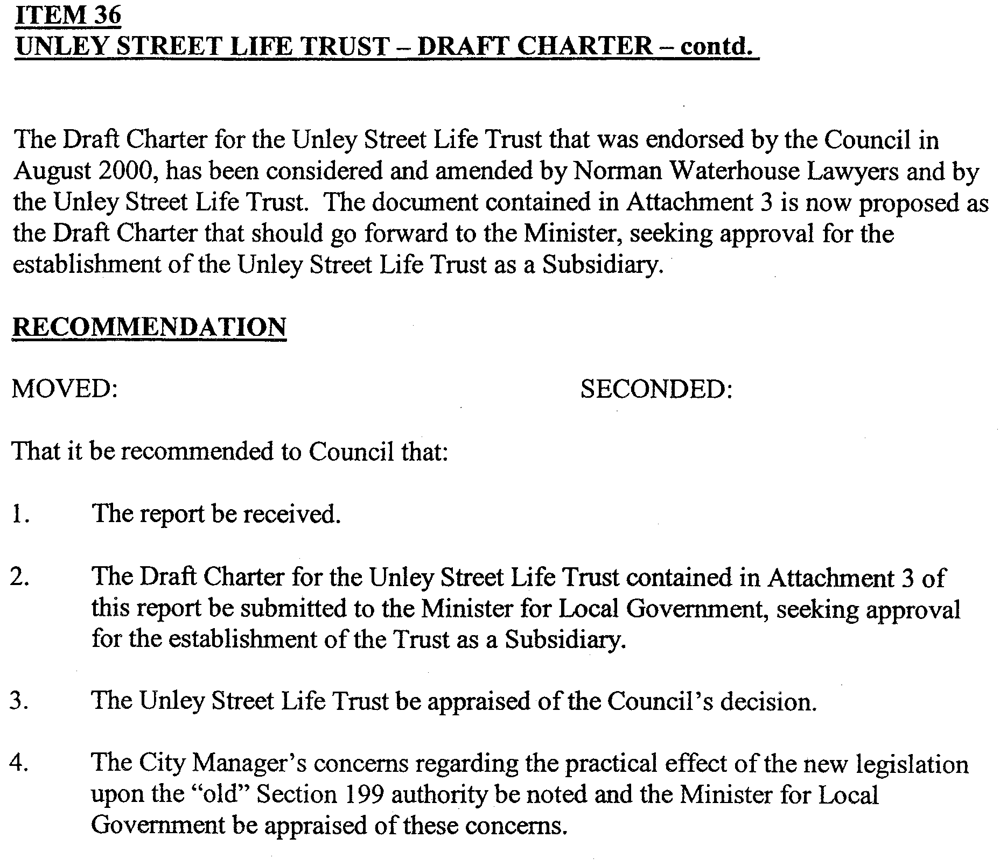 ITEM 36
UNLEY STREET LIFE TRUST – DRAFT CHARTER – contd.
The Draft Charter for the Unley Street Life Trust that was endorsed by the Council in
August 2000, has been considered and amended by Norman Waterhouse Lawyers and by
the Unley Street Life Trust.  The document contained in Attachment 3 is now proposed as
the Draft Charter that should go forward to the Minister, seeking approval for the
establishment of the Unley Street Life Trust as a Subsidiary.
RECOMMENDATION
MOVED: SECONDED:
That it be recommended to Council that:
1. The report be received.
2. The Draft Charter for the Unley Street Life Trust contained in Attachment 3 of
this report be submitted to the Minister for Local Government, seeking approval
for the establishment of the Trust as a Subsidiary.
3. The Unley Street Life Trust be appraised of the Council’s decision.
4. The City Manager’s concerns regarding the practical effect of the new legislation
upon the “old” Section 199 authority be noted and the Minister for Local
Government be appraised of these concerns.